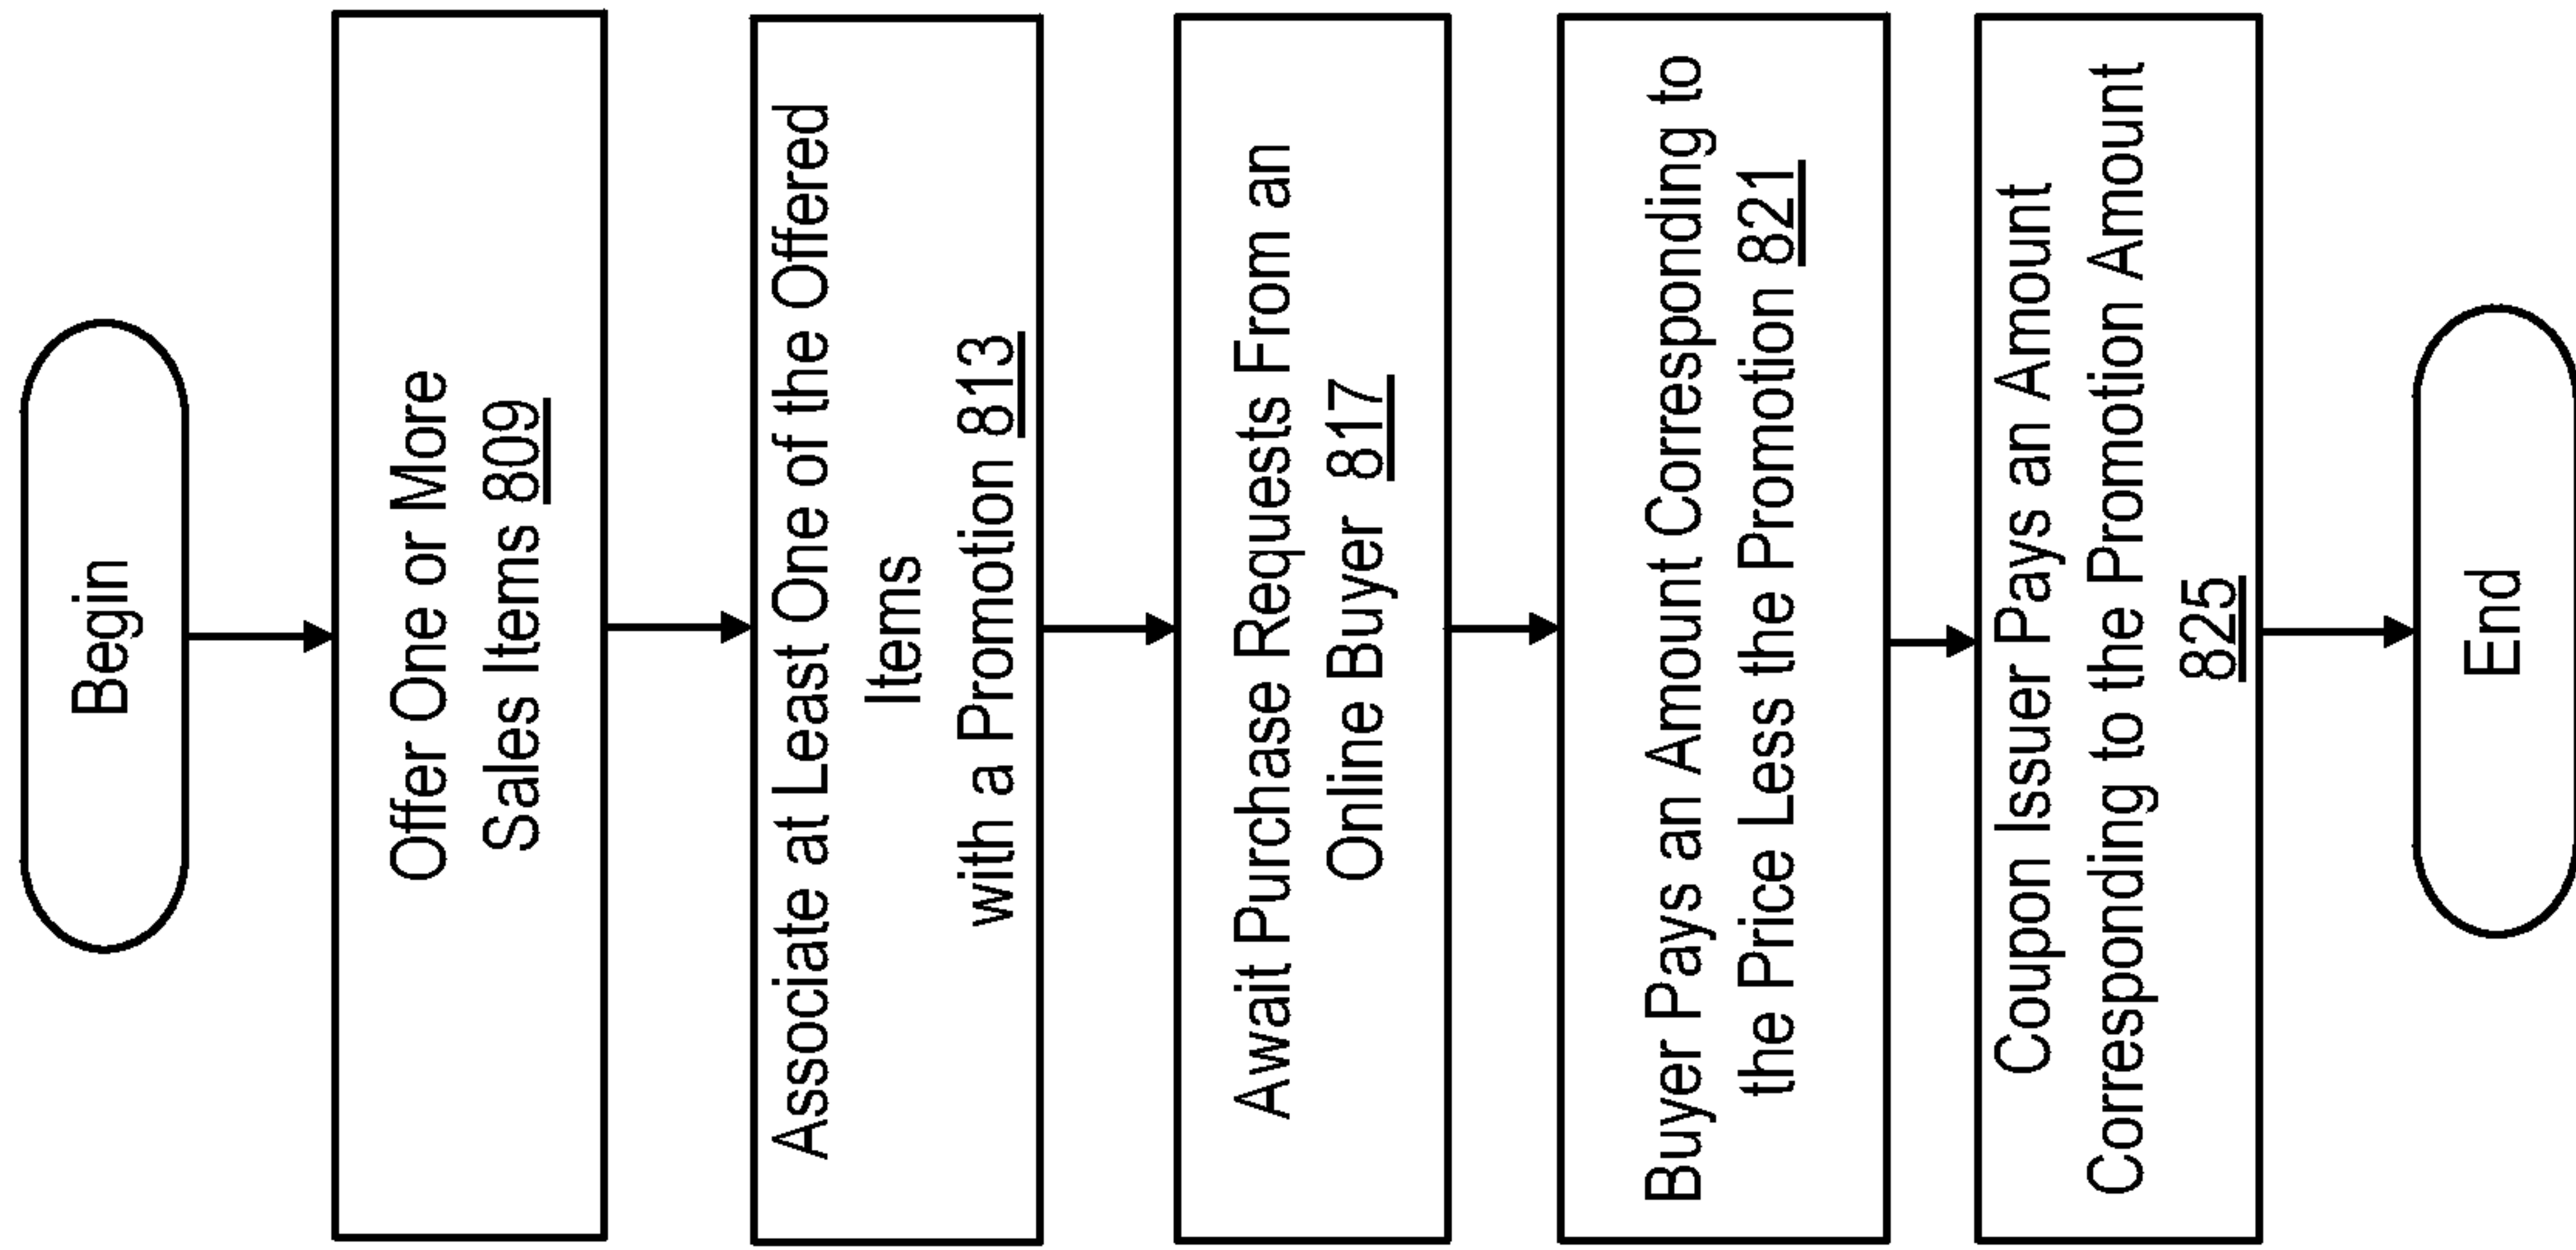 Begin
Offer One or More
Sales Items 809
Associate at Least One of the Offered
Items
with a Promotion 813
Await Purchase Requests From an
Online Buyer 817
Buyer Pays an Amount Corresponding to
the Price Less the Promotion 821
Coupon Issuer Pays an Amount
Corresponding to the Promotion Amount
825
End